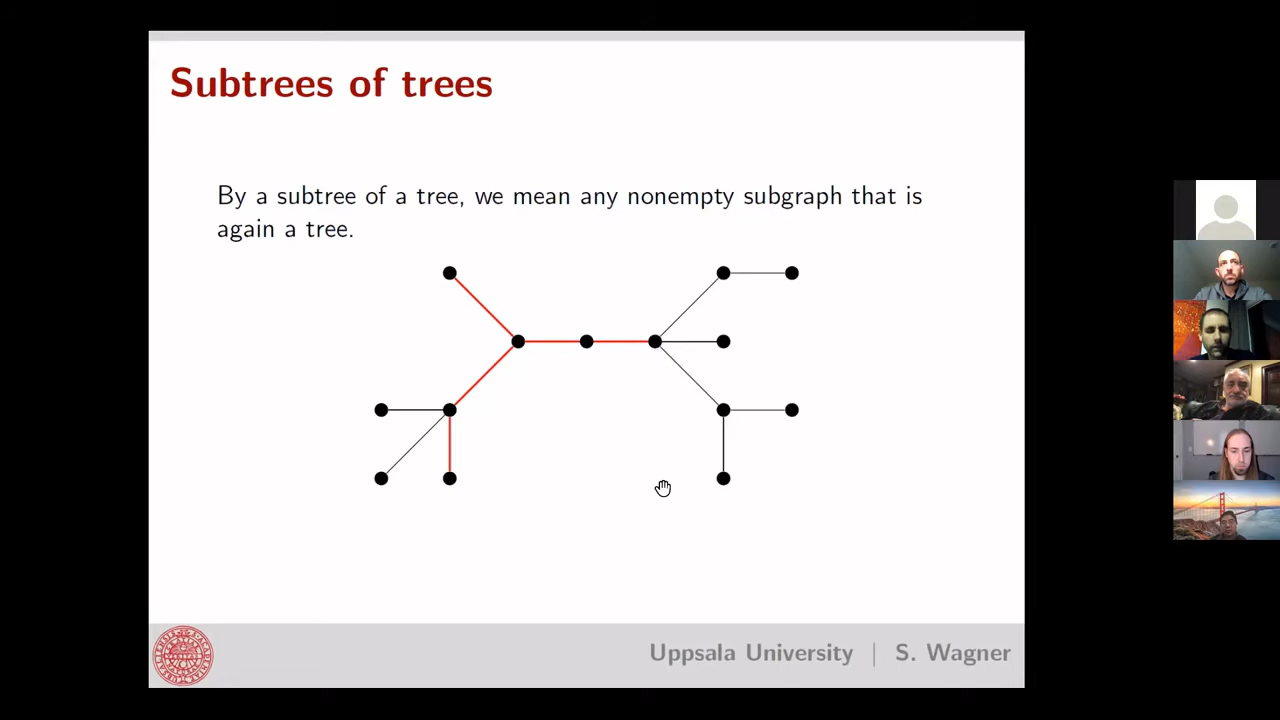 Subtrees of trees
By a subtree of a tree, we mean any nonempty subgraph that is
again a tree.
Uppsala University | S. Wagner